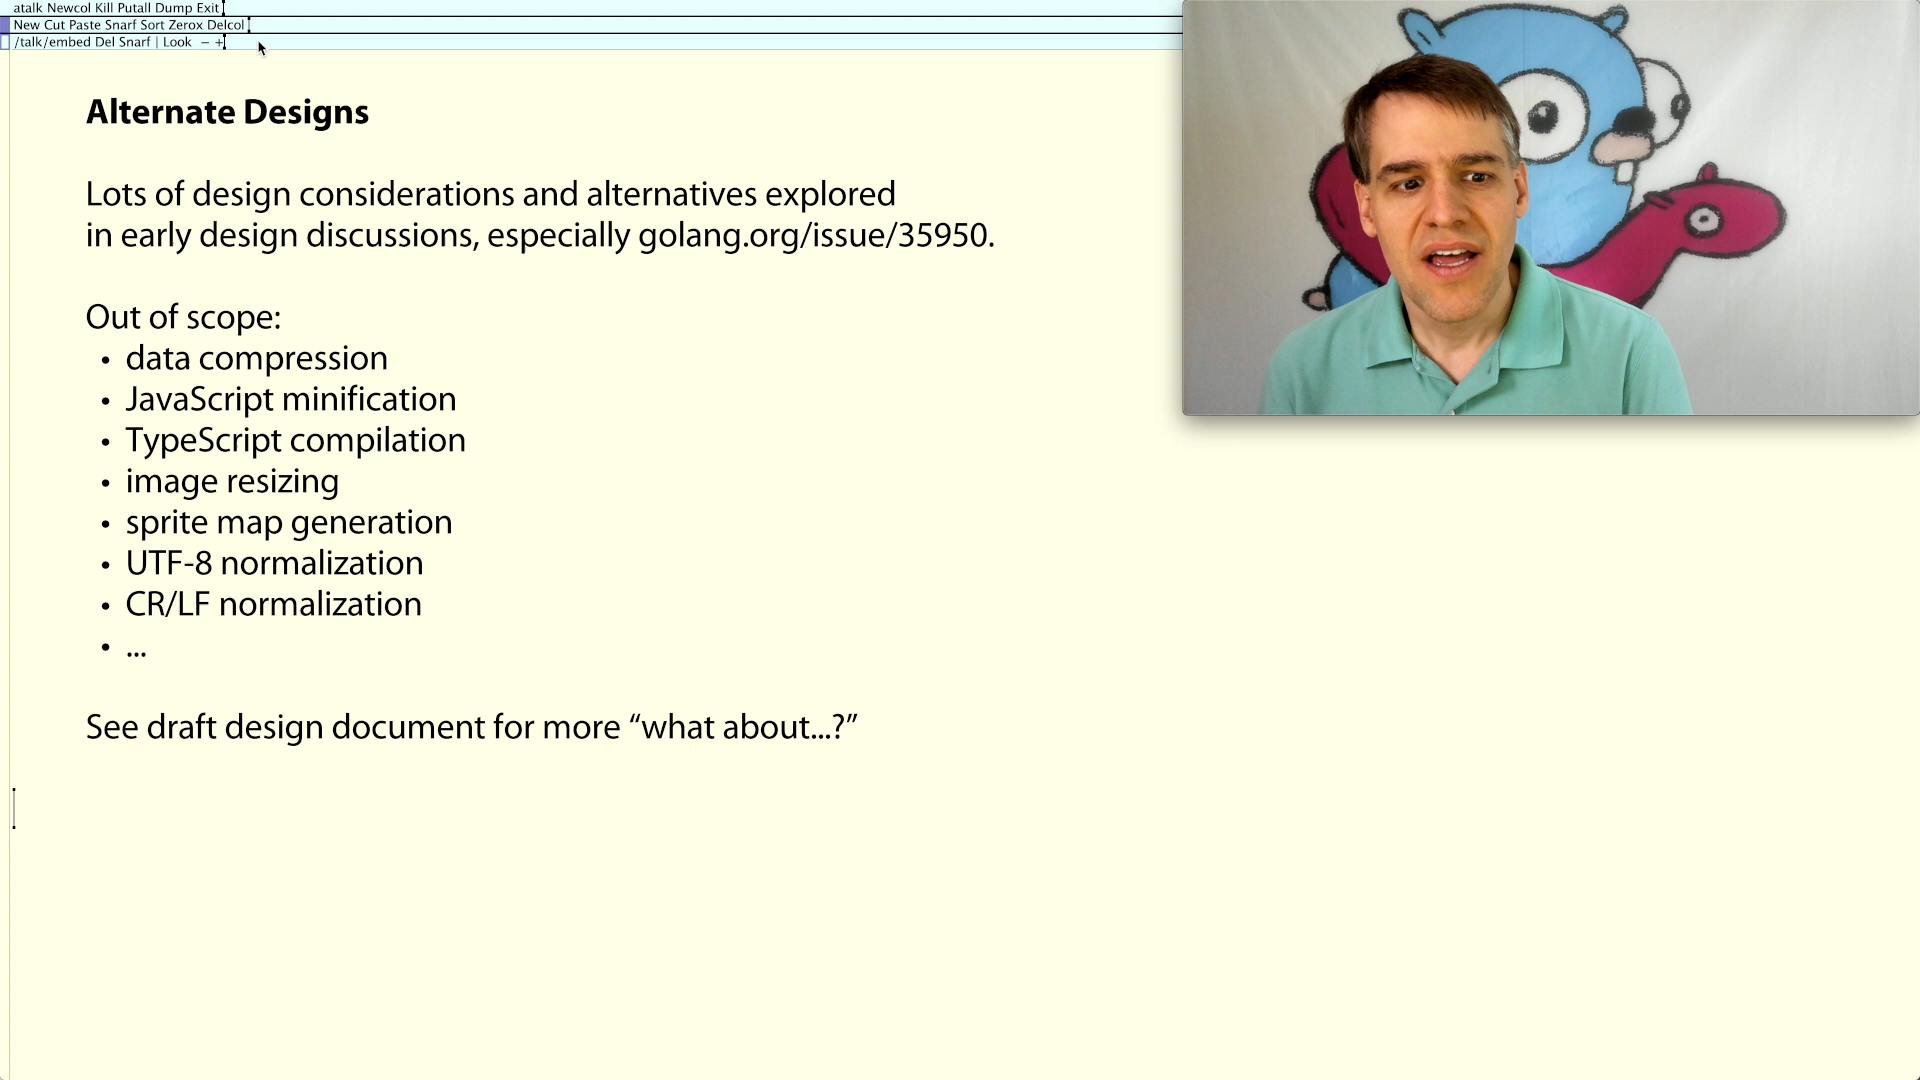 atalk Newcol Kill Putall Dump Exit
New Cut Paste Snarf Sort Zerox Delcol
/talk/embed Del Snarf | Look − +
Alternate Designs
Lots of design considerations and alternatives explored
in early design discussions, especially golang.org/issue/35950.
Out of scope:
• data compression
• JavaScript minification
• TypeScript compilation
• image resizing
• sprite map generation
• UTF-8 normalization
• CR/LF normalization
• ...
See draft design document for more “what about...?”